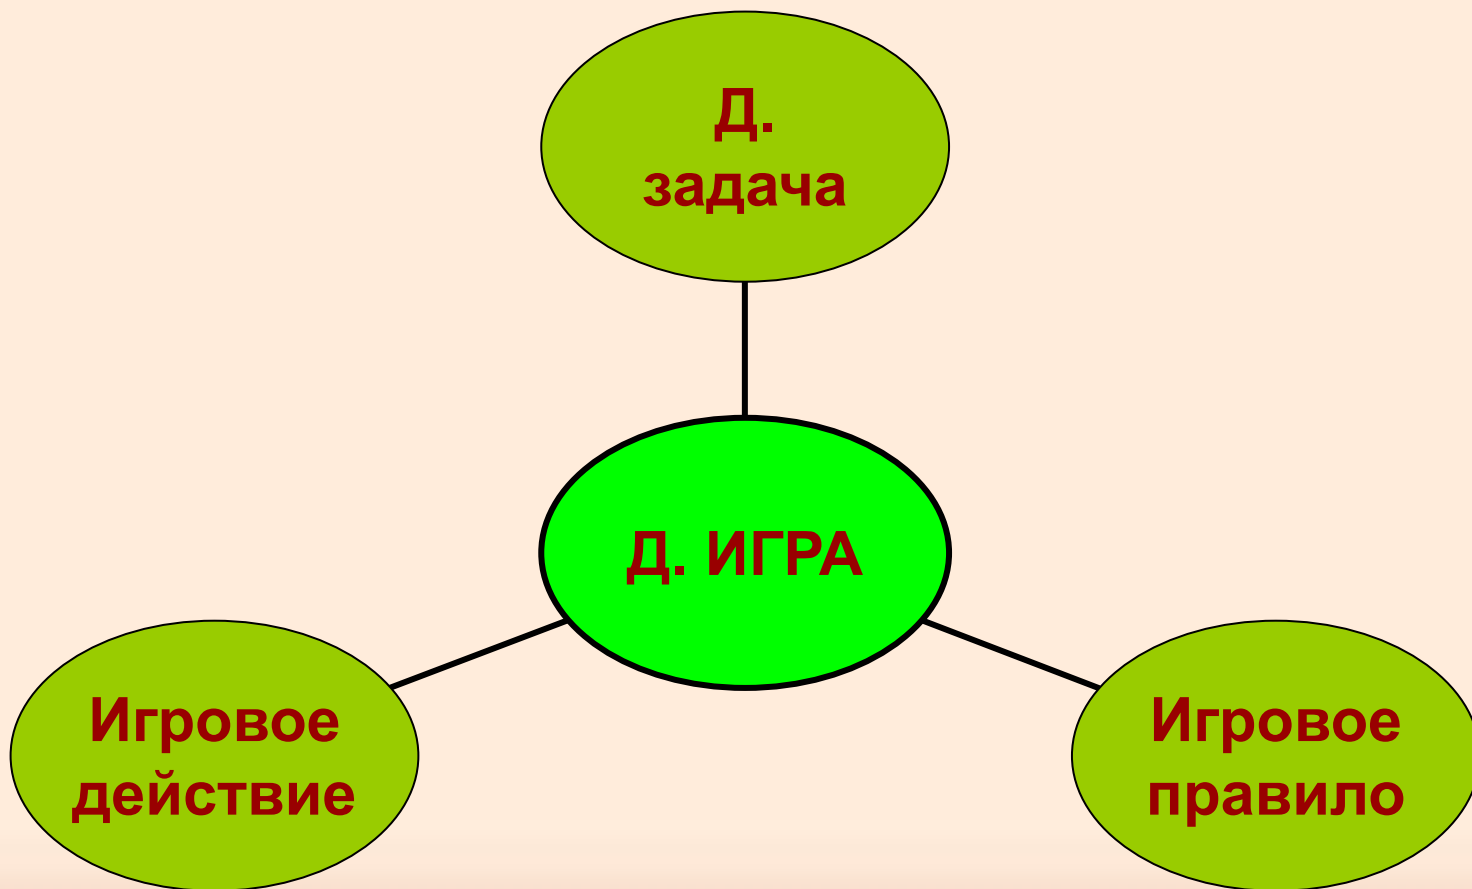 Д.
задача
Д. ИГРА
Игровое
действие
Игровое
правило